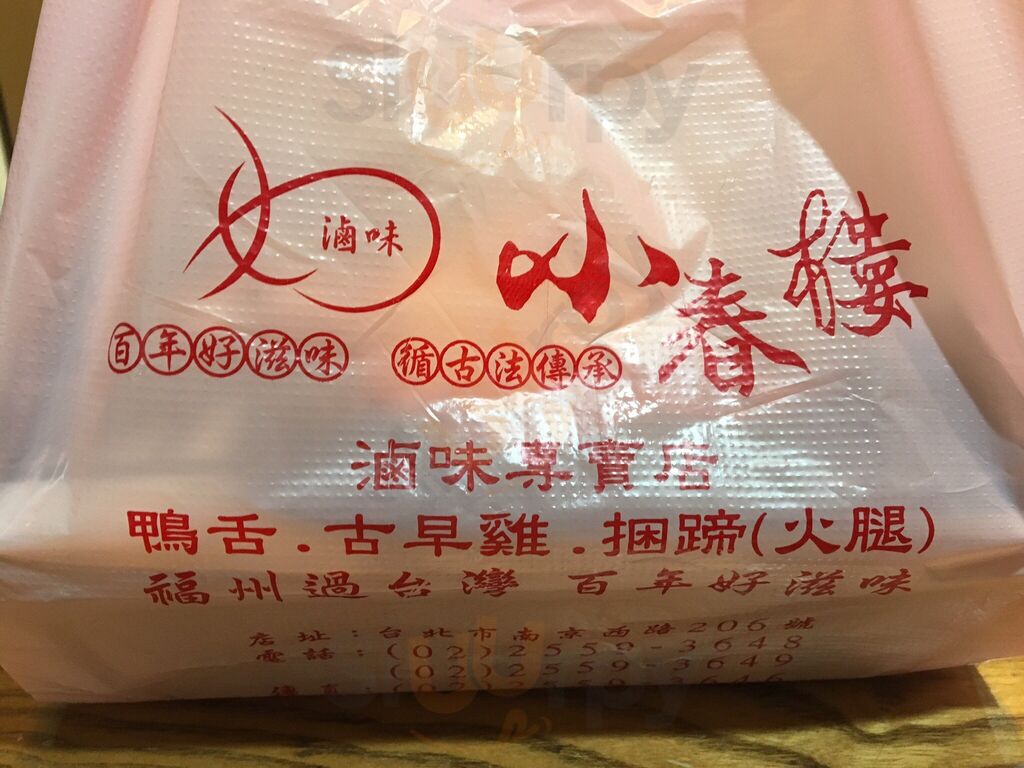 滷味
小春樓
百年好滋味 循古法傳承
滷味專賣店
鴨舌.古早雞.捆蹄(火腿)
福州過台灣 百年好滋味
店址:台北市南京西路206號
電話:(02)2559-3648
(02)2559-3649